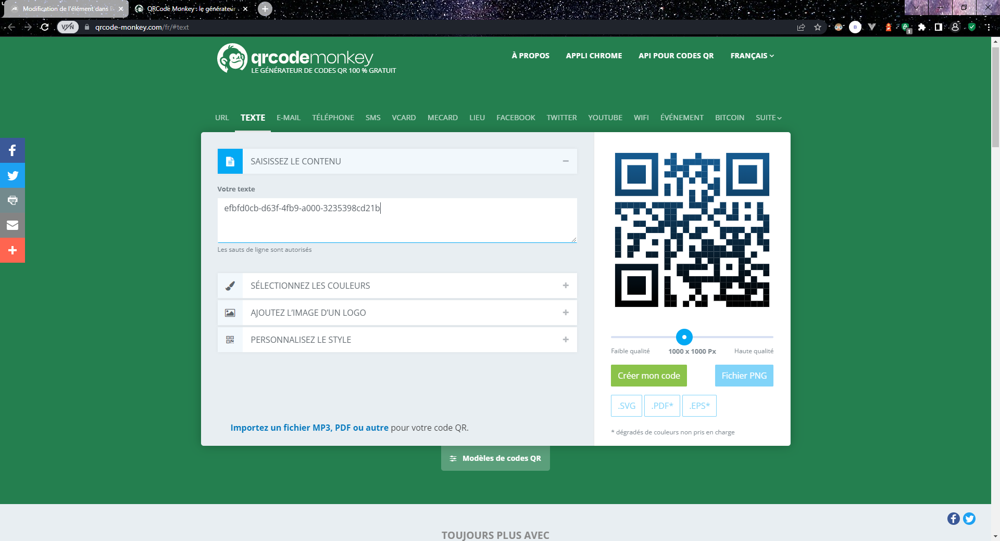 Modification de l'élément dans
QRCode Monkey : le générateur
VPN
qrcode-monkey.com/fr/#text
B
1
qrcodemonkey
LE GÉNÉRATEUR DE CODES QR 100 % GRATUIT
À PROPOS
APPLI CHROME
API POUR CODES QR
FRANÇAIS
URL
TEXTE
E-MAIL
TÉLÉPHONE
SMS
VCARD
MECARD
LIEU
FACEBOOK
TWITTER
YOUTUBE
WIFI
ÉVÉNEMENT
BITCOIN
SUITE
SAISISSEZ LE CONTENU
Votre texte
efbfd0cb-d63f-4fb9-a000-3235398cd21b
Les sauts de ligne sont autorisés
SÉLECTIONNEZ LES COULEURS
AJOUTEZ L'IMAGE D'UN LOGO
PERSONNALISEZ LE STYLE
Importez un fichier MP3, PDF ou autre pour votre code QR.
Faible qualité
1000 x 1000 Px
Haute qualité
Créer mon code
Fichier PNG
.SVG
.PDF*
.EPS*
* dégradés de couleurs non pris en charge
Modèles de codes QR
TOUJOURS PLUS AVEC